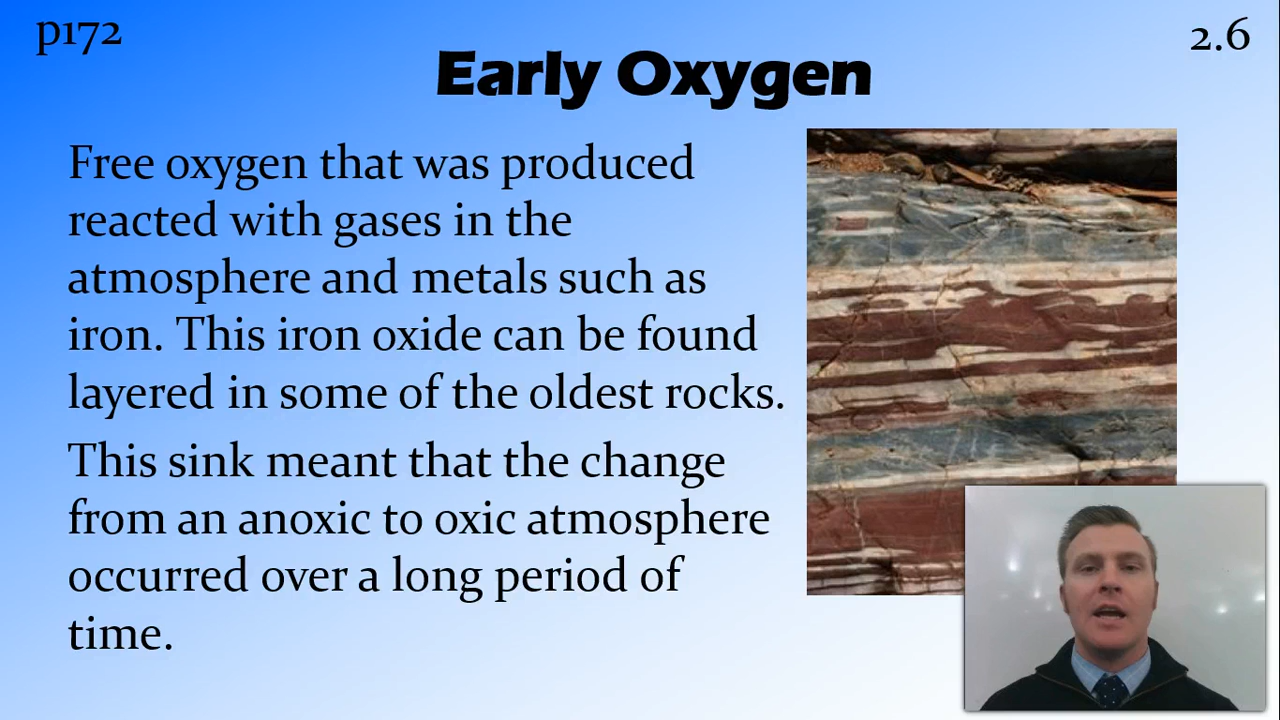 p172
2.6
Early Oxygen
Free oxygen that was produced
reacted with gases in the
atmosphere and metals such as
iron. This iron oxide can be found
layered in some of the oldest rocks.
This sink meant that the change
from an anoxic to oxic atmosphere
occurred over a long period of
time.